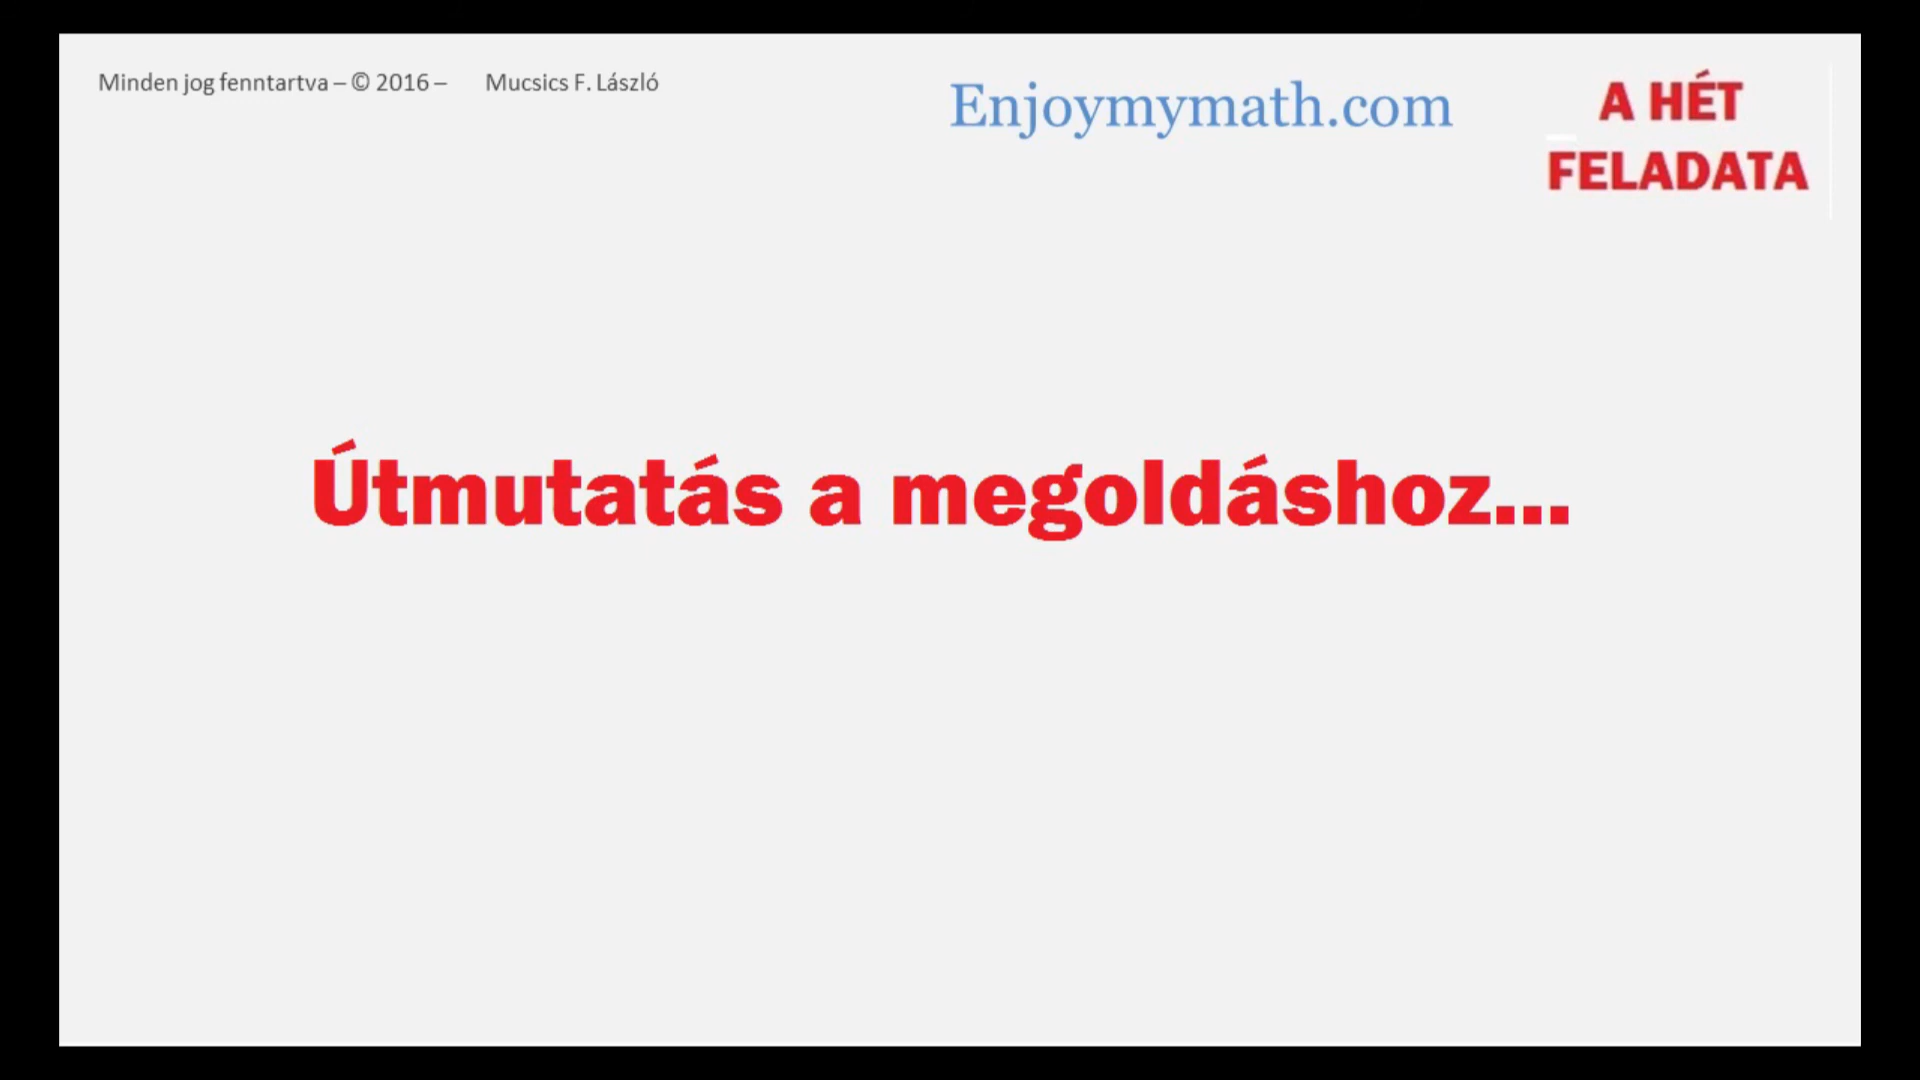 Minden jog fenntartva – © 2016 – Mucsics F. László
Enjoymymath.com
A HÉT
FELADATA
Útmutatás a megoldáshoz...